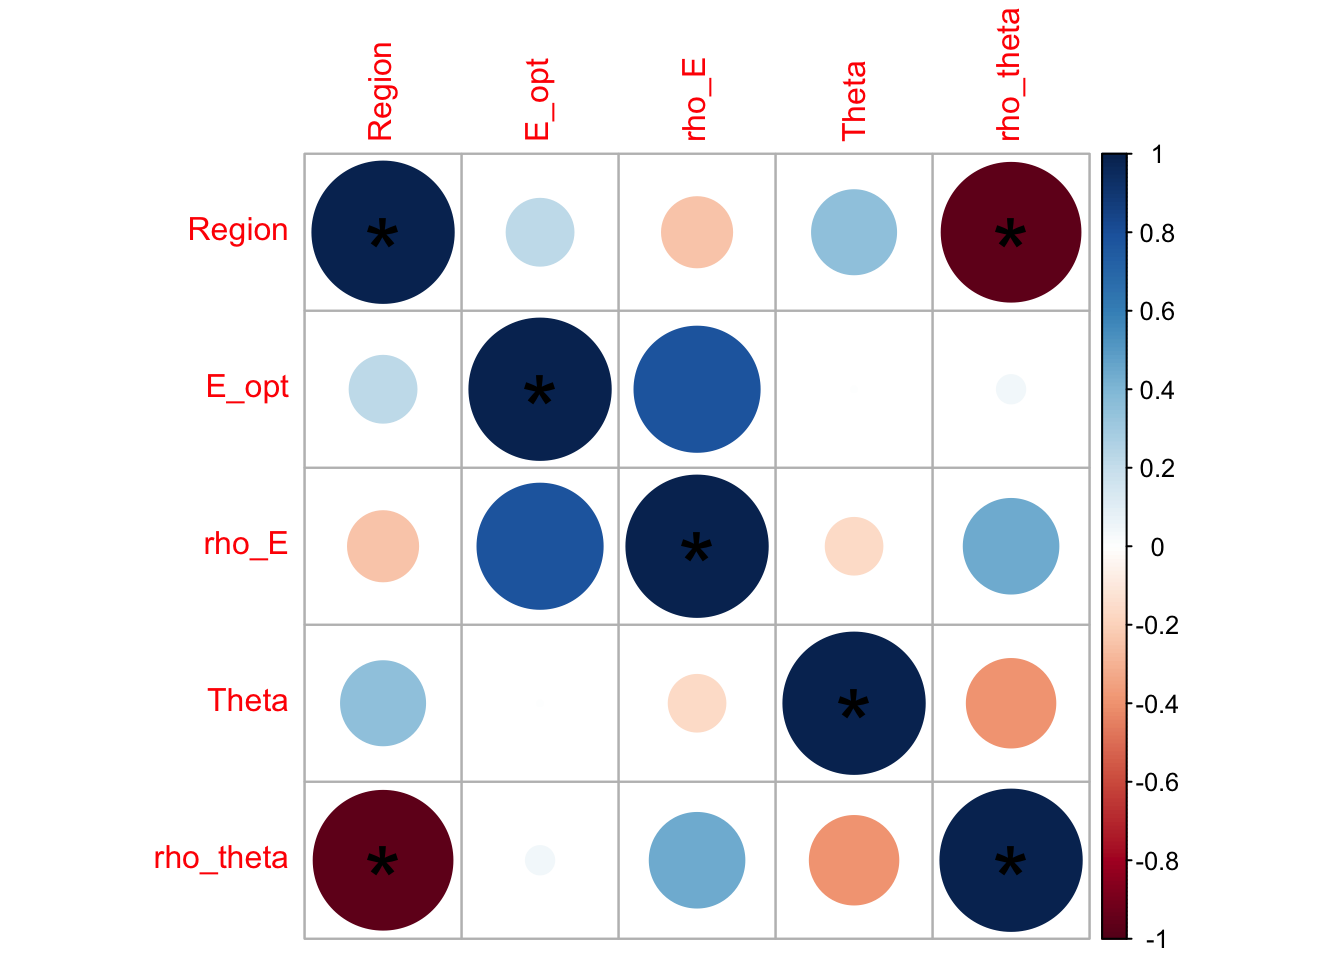 Region
E_opt
rho_E
Theta
rho_theta
Region
*
*
E_opt
*
rho_E
*
Theta
*
rho_theta
*
*
1
0.8
0.6
0.4
0.2
0
-0.2
-0.4
-0.6
-0.8
-1